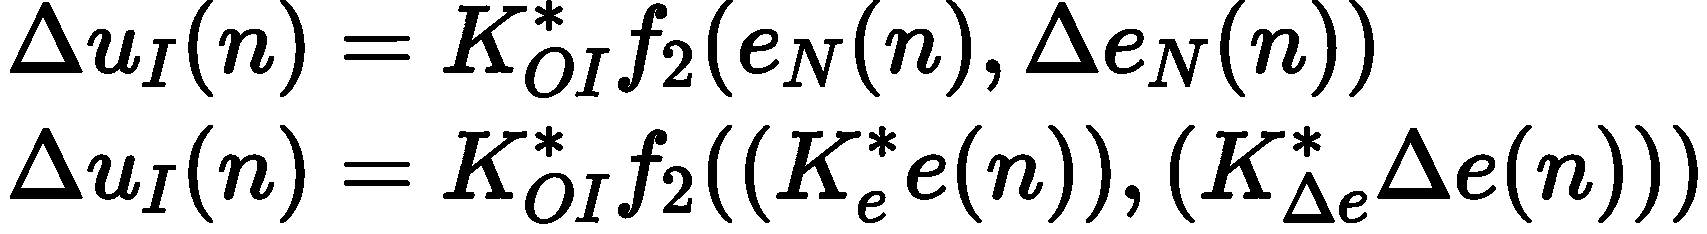 Δu_I(n) = K*_{OI} f_2(e_N(n), Δe_N(n))
Δu_I(n) = K*_{OI} f_2((K*_e e(n)), (K*_{Δe} Δe(n)))